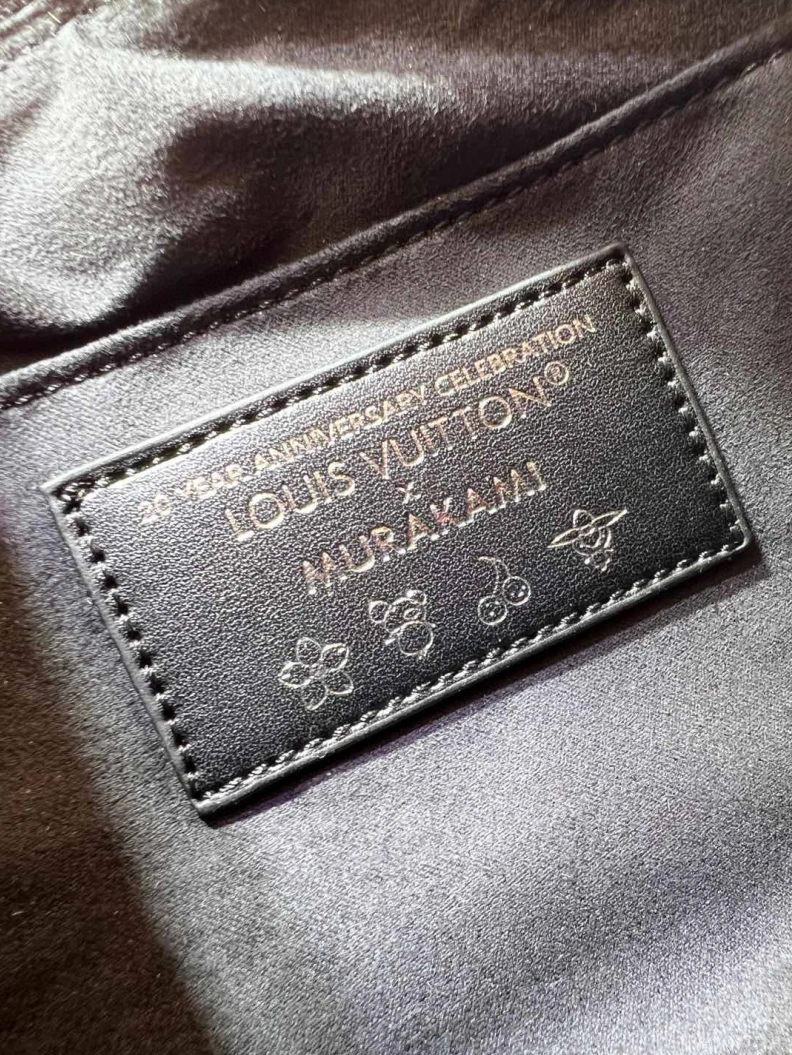 20 YEAR ANNIVERSARY CELEBRATION
LOUIS VUITTON®
x
MURAKAMI